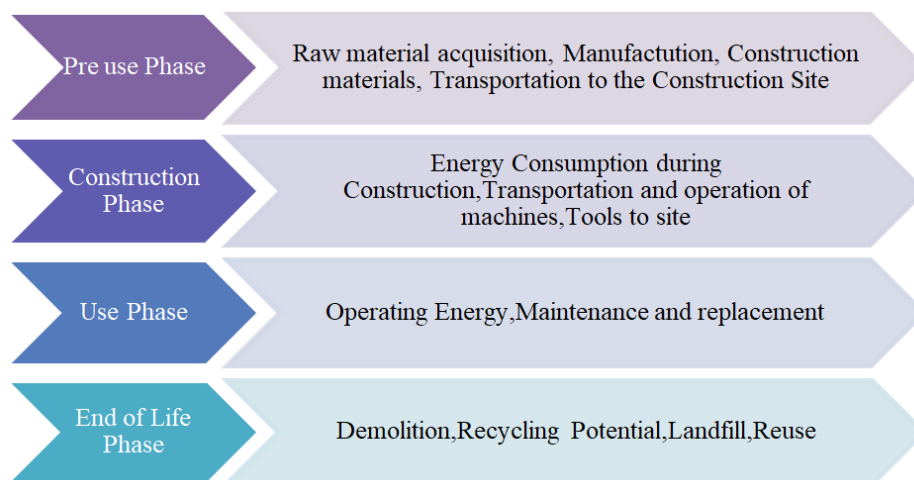 Pre use Phase
Raw material acquisition, Manufactution, Construction
materials, Transportation to the Construction Site
Construction
Phase
Energy Consumption during
Construction,Transportation and operation of
machines,Tools to site
Use Phase
Operating Energy,Maintenance and replacement
End of Life
Phase
Demolition,Recycling Potential,Landfill,Reuse